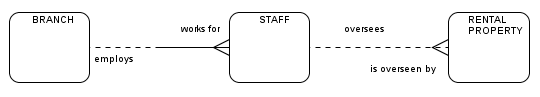 BRANCH
works for
STAFF
oversees
RENTAL
PROPERTY
employs
is overseen by